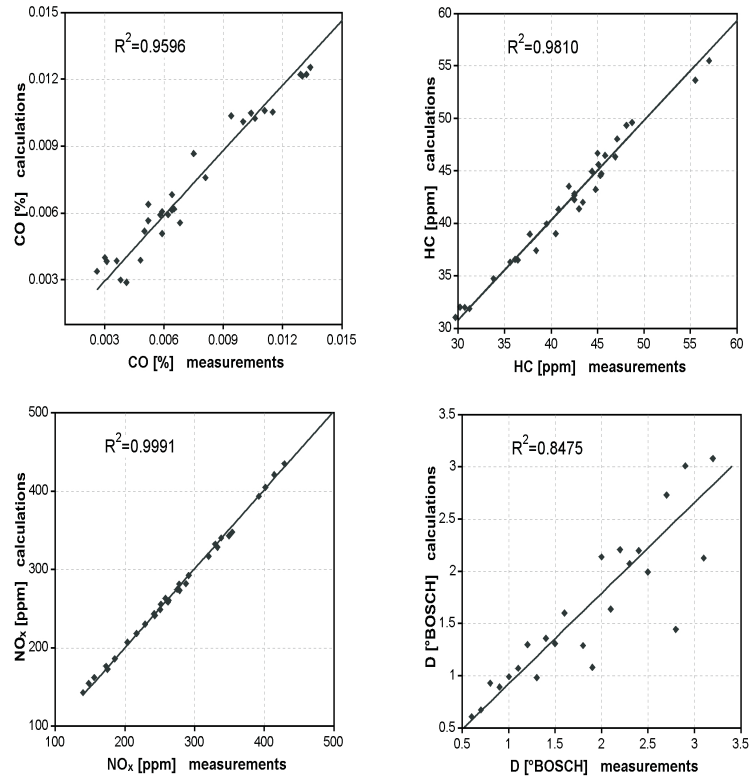 0.015
0.012
0.009
0.006
0.003
CO [%] calculations
R2=0.9596
0.003 0.006 0.009 0.012 0.015
CO [%] measurements
60
55
50
45
40
35
30
HC [ppm] calculations
R2=0.9810
30 35 40 45 50 55 60
HC [ppm] measurements
500
400
300
200
100
NOx [ppm] calculations
R2=0.9991
100 200 300 400 500
NOx [ppm] measurements
3.5
3
2.5
2
1.5
1
0.5
D [°BOSCH] calculations
R2=0.8475
0.5 1 1.5 2 2.5 3 3.5
D [°BOSCH] measurements